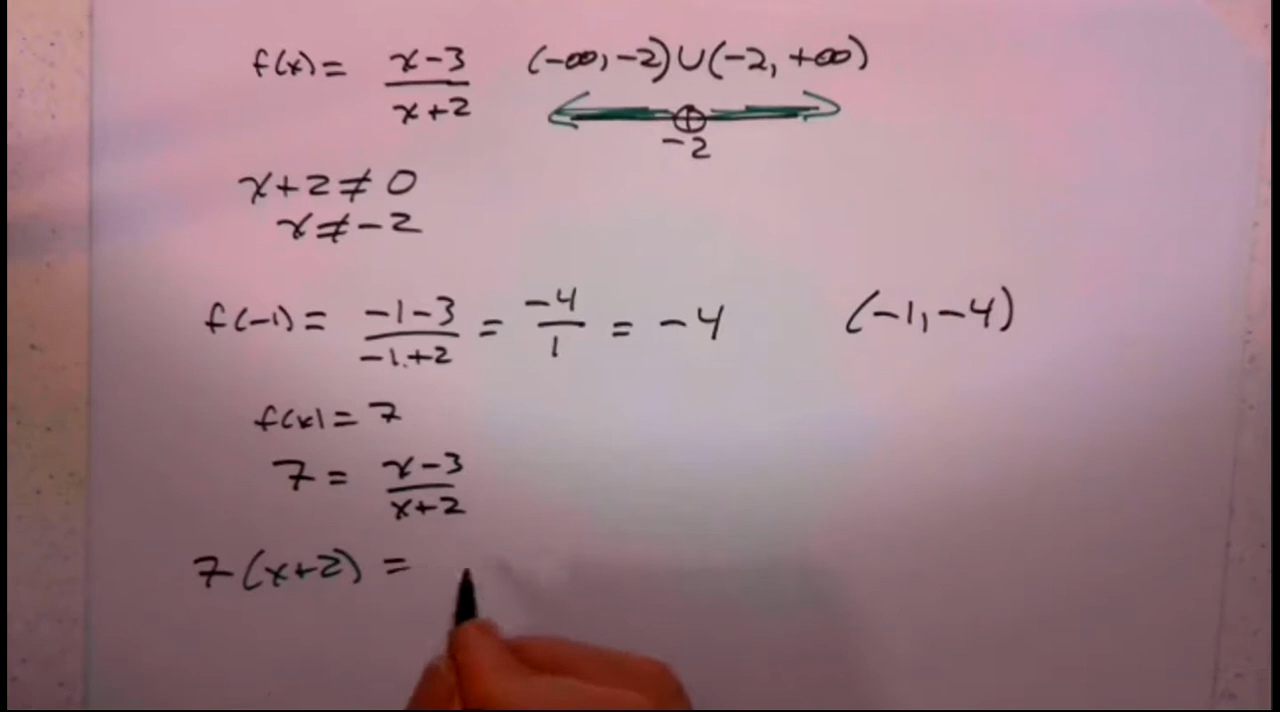 f(x) = x-3/x+2 (-∞, -2) ∪ (-2, +∞)
-2
x+2 ≠ 0
x ≠ -2
f(-1) = -1-3/-1+2 = -4/1 = -4 (-1, -4)
f(x) = 7
7 = x-3/x+2
7(x+2) =